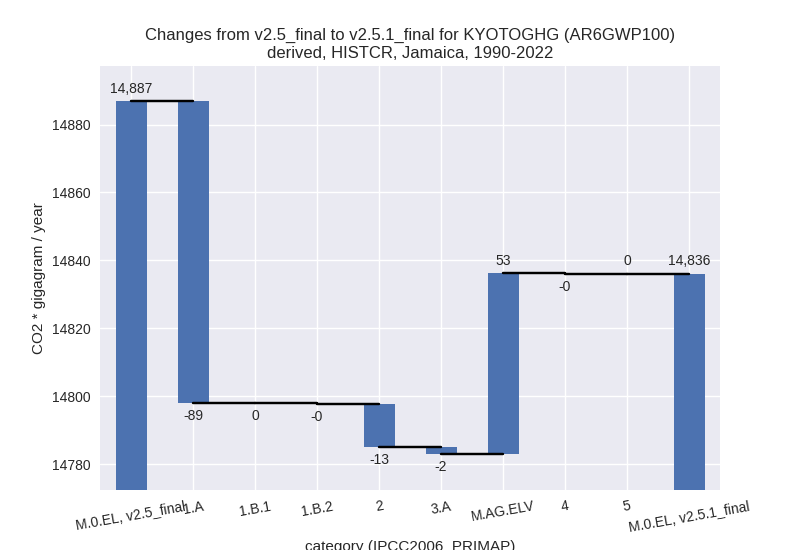 Changes from v2.5_final to v2.5.1_final for KYOTOGHG (AR6GWP100)
derived, HISTCR, Jamaica, 1990-2022
14,887
14880
14860
14840
14820
14800
14780
CO2 * gigagram / year
-89
0
-0
-13
-2
53
-0
0
14,836
M.0.EL, v2.5_final
1.A
1.B.1
1.B.2
2
3.A
M.AG.ELV
4
5
M.0.EL, v2.5.1_final
category (IPCC2006_PRIMAP)